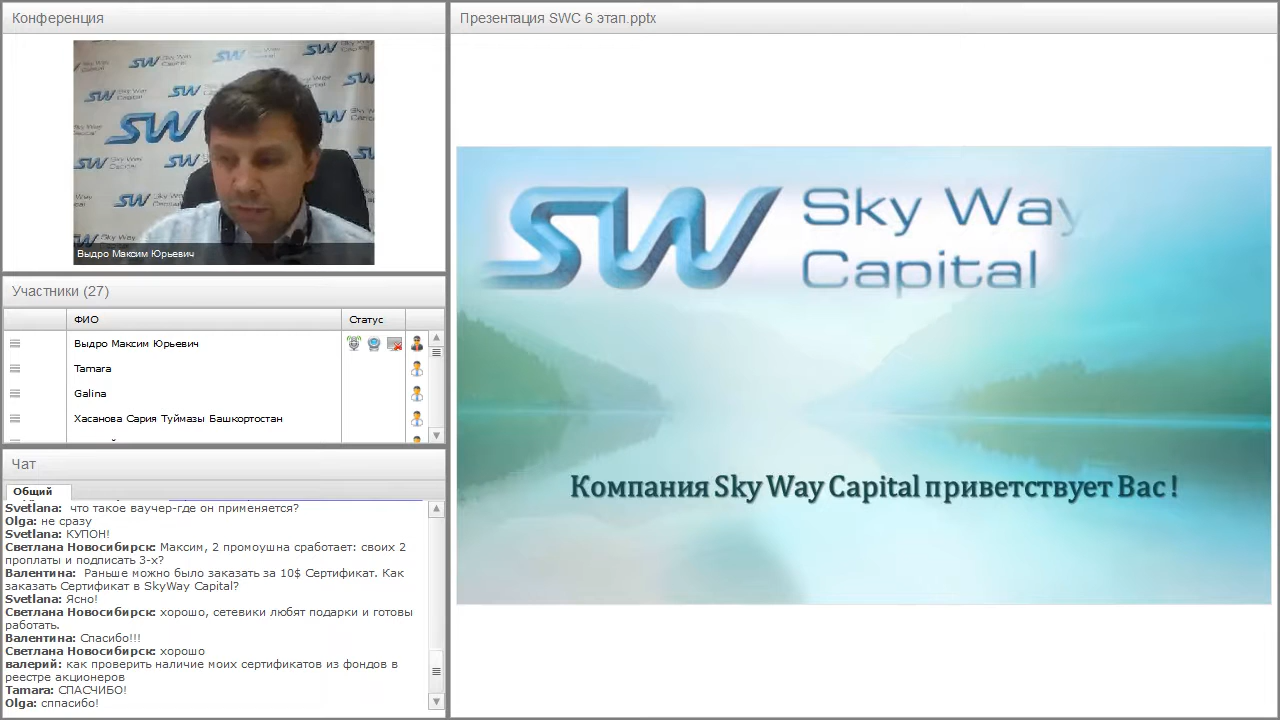 Конференция
Sky Way
Capital
SW
Выдро Максим Юрьевич
Участники (27)
ФИО
Статус
Выдро Максим Юрьевич
Tamara
Galina
Хасанова Сария Туймазы Башкортостан
Чат
Общий
Svetlana: что такое ваучер-где он применяется?
Olga: не сразу
Svetlana: КУПОН!
Светлана Новосибирск: Максим, 2 промоушна сработает: своих 2
проплаты и подписать 3-х?
Валентина: Раньше можно было заказать за 10$ Сертификат. Как
заказать Сертификат в SkyWay Capital?
Svetlana: Ясно!
Светлана Новосибирск: хорошо, сетевики любят подарки и готовы
работать.
Валентина: Спасибо!!!
Светлана Новосибирск: хорошо
валерий: как проверить наличие моих сертификатов из фондов в
реестре акционеров
Tamara: СПАСЧИБО!
Olga: сппасибо!
Презентация SWC 6 этап.pptx
SW Sky Way
Capital
Компания Sky Way Capital приветствует Вас !